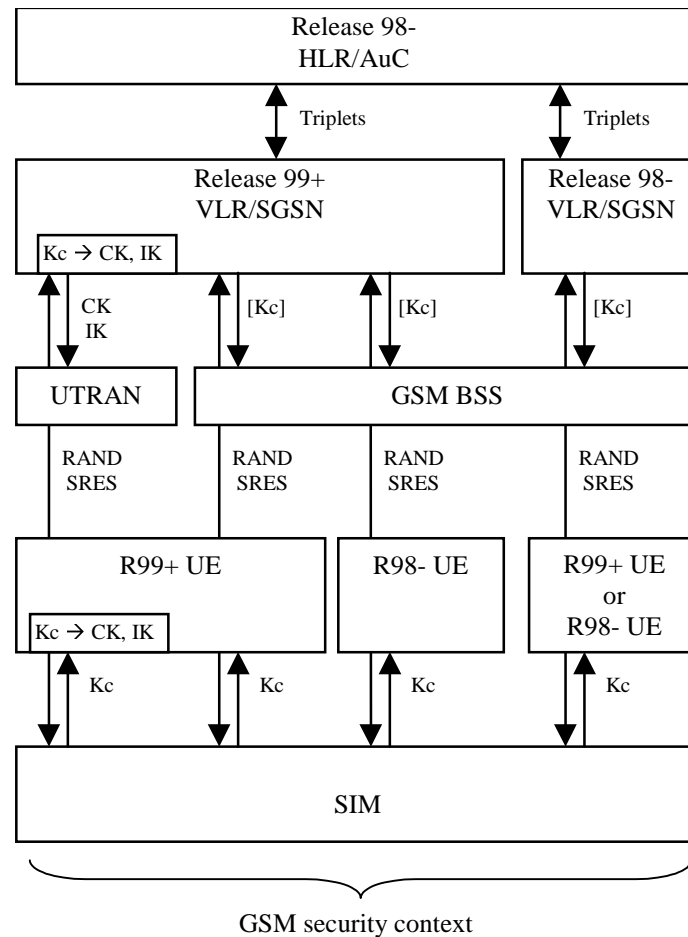 Release 98-
HLR/AuC
Triplets
Triplets
Release 99+
VLR/SGSN
Release 98-
VLR/SGSN
Kc → CK, IK
CK
IK
[Kc]
[Kc]
[Kc]
UTRAN
GSM BSS
RAND
SRES
RAND
SRES
RAND
SRES
RAND
SRES
R99+ UE
R98- UE
R99+ UE
or
R98- UE
Kc → CK, IK
Kc
Kc
Kc
Kc
SIM
GSM security context